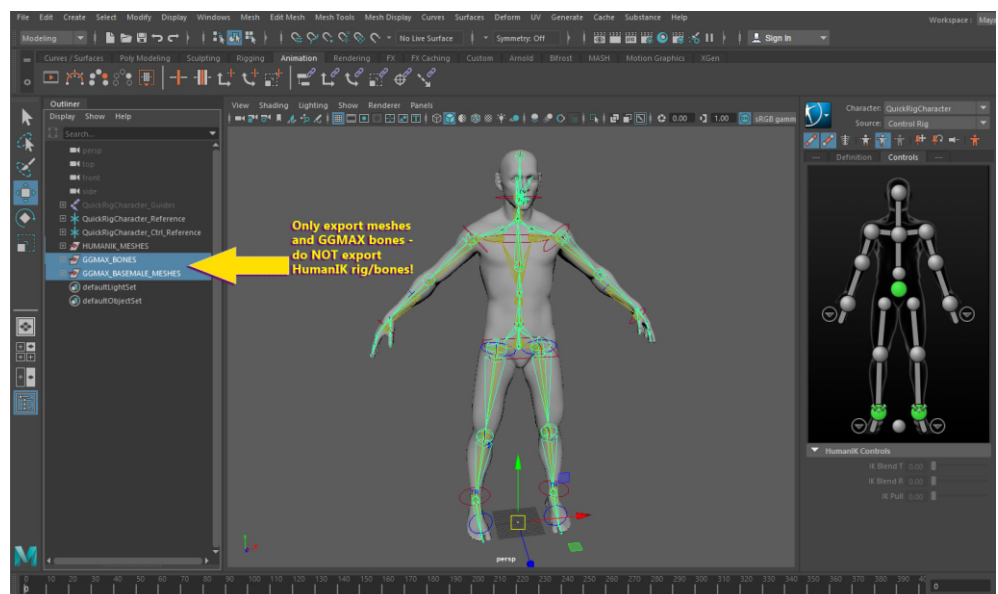 File Edit Create Select Modify Display Windows Mesh Edit Mesh Mesh Tools Mesh Display Curves Surfaces Deform UV Generate Cache Substance Help
Workspace : Maya
Modeling No Live Surface Symmetry: Off Sign In
Curves / Surfaces Poly Modeling Sculpting Rigging Animation Rendering FX FX Caching Custom Arnold Bifrost MASH Motion Graphics XGen
Outliner
Display Show Help
Search...
persp
top
front
side
QuickRigCharacter_Guides
QuickRigCharacter_Reference
QuickRigCharacter_Ctrl_Reference
HUMANIK_MESHES
GGMAX_BONES
GGMAX_BASEMALE_MESHES
defaultLightSet
defaultObjectSet
View Shading Lighting Show Renderer Panels
0.00 1.00 sRGB gamm
Only export meshes
and GGMAX bones -
do NOT export
HumanIK rig/bones!
persp
Character: QuickRigCharacter
Source: Control Rig
Definition Controls
HumanIK Controls
IK Blend T 0.00
IK Blend R 0.00
IK Pull 0.00
0 10 20 30 40 50 60 70 80 90 100 110 120 130 140 150 160 170 180 190 200 210 220 230 240 250 260 270 280 290 300 310 320 330 340 350 360 370 380 390 40 0